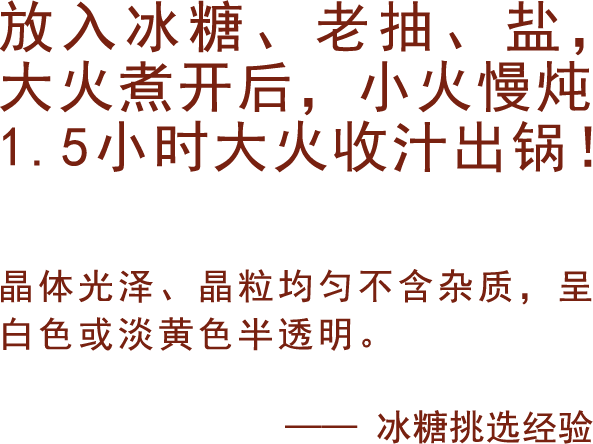 放入冰糖、老抽、盐，
大火煮开后，小火慢炖
1.5小时大火收汁出锅！
晶体光泽、晶粒均匀不含杂质，呈
白色或淡黄色半透明。
—— 冰糖挑选经验